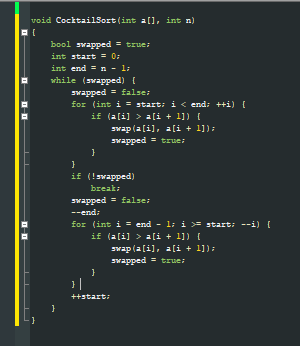 void CocktailSort(int a[], int n)
{
    bool swapped = true;
    int start = 0;
    int end = n - 1;
    while (swapped) {
        swapped = false;
        for (int i = start; i < end; ++i) {
            if (a[i] > a[i + 1]) {
                swap(a[i], a[i + 1]);
                swapped = true;
            }
        }
        if (!swapped)
            break;
        swapped = false;
        --end;
        for (int i = end - 1; i >= start; --i) {
            if (a[i] > a[i + 1]) {
                swap(a[i], a[i + 1]);
                swapped = true;
            }
        }
        ++start;
    }
}